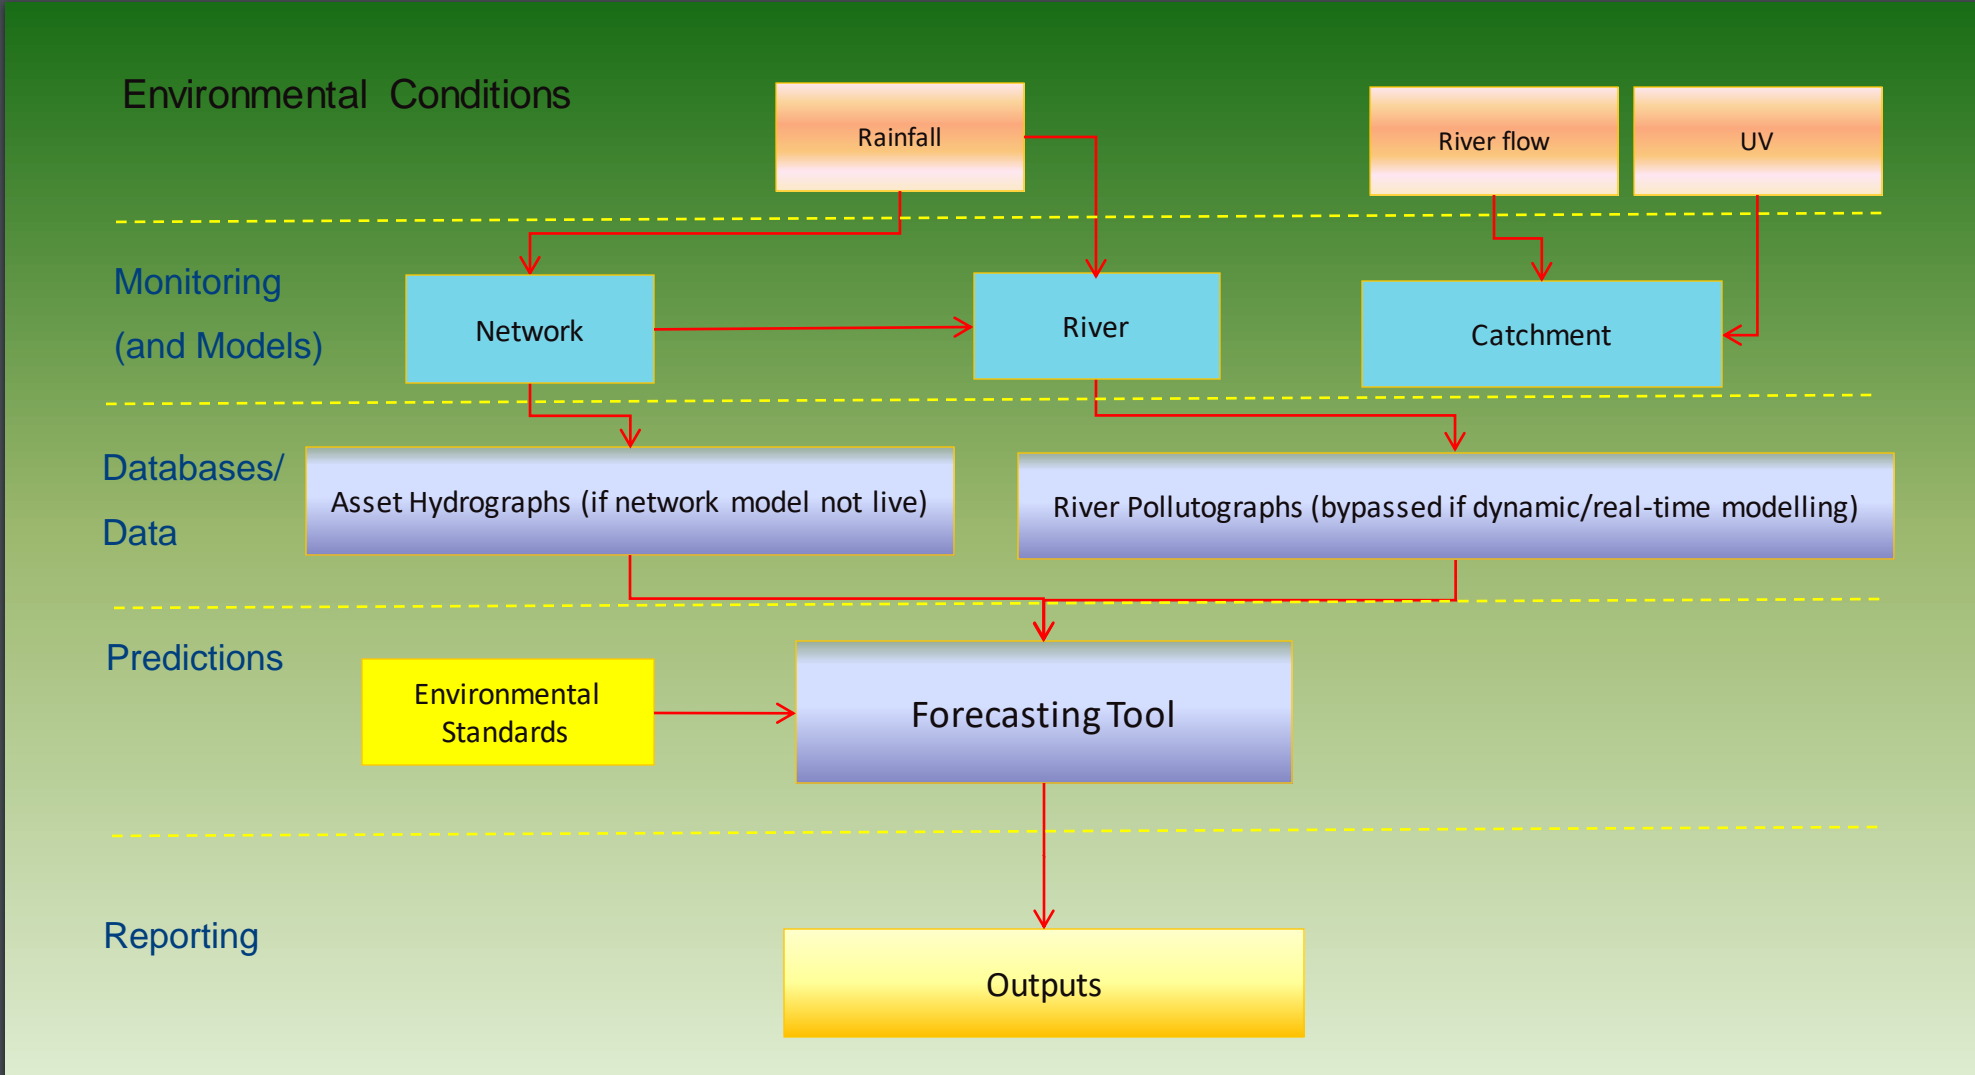 Environmental Conditions
Rainfall
River flow
UV
Monitoring
(and Models)
Network
River
Catchment
Databases/
Data
Asset Hydrographs (if network model not live)
River Pollutographs (bypassed if dynamic/real-time modelling)
Predictions
Environmental
Standards
Forecasting Tool
Reporting
Outputs